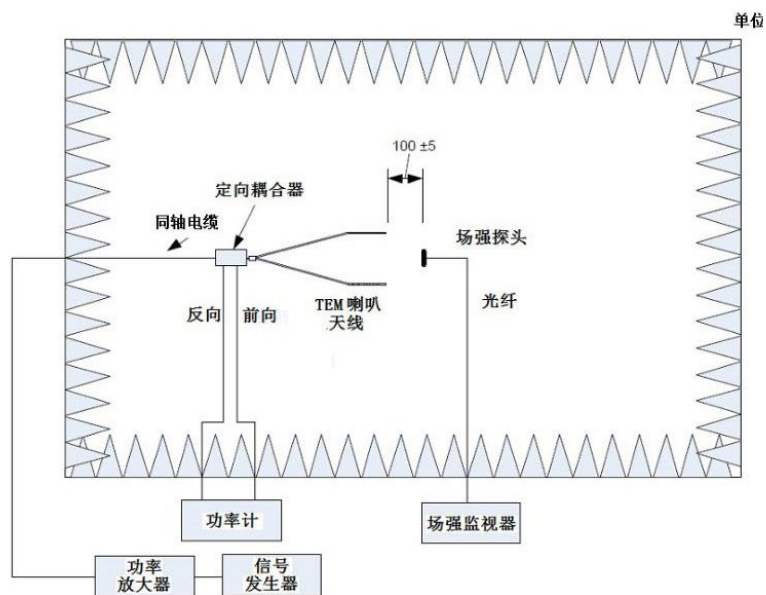 单位
100 ±5
定向耦合器
同轴电缆
场强探头
TEM 喇叭
天线
光纤
反向
前向
功率计
场强监视器
功率
放大器
信号
发生器